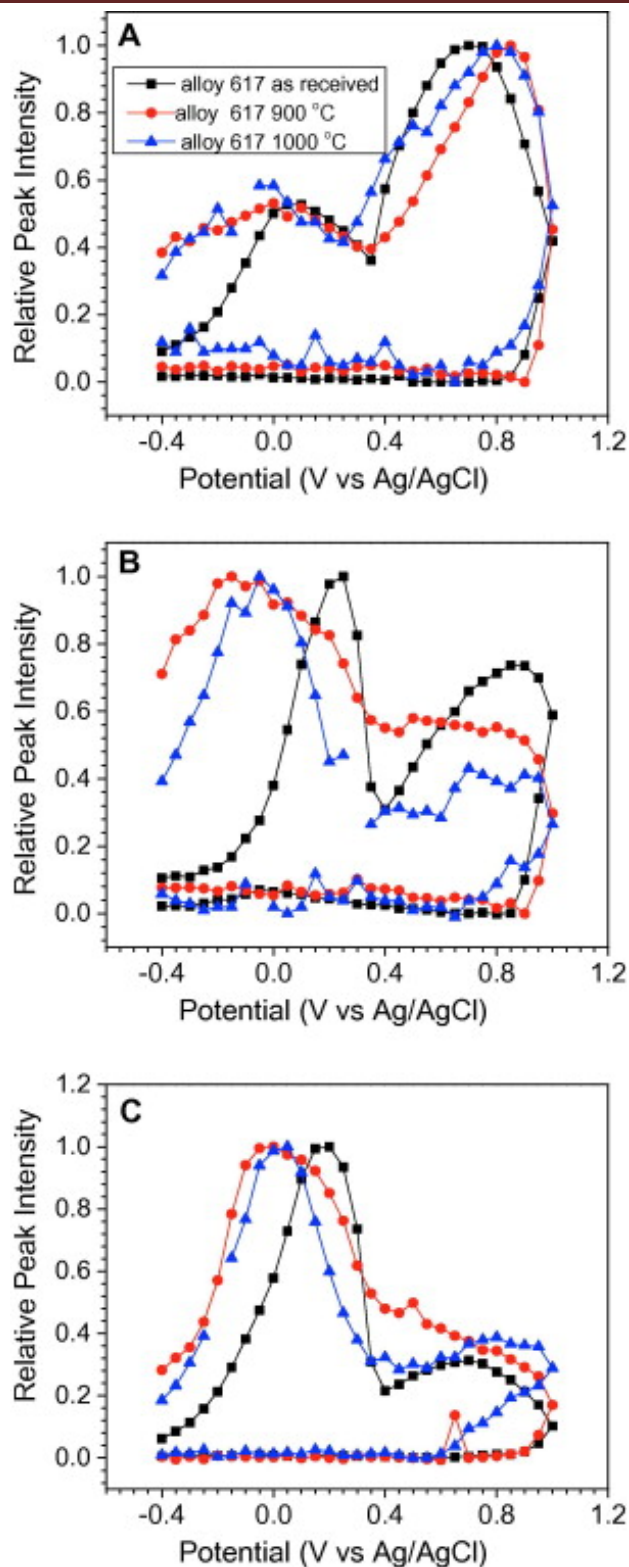 A
1.0
alloy 617 as received
alloy 617 900 °C
alloy 617 1000 °C
0.8
0.6
0.4
0.2
0.0
Relative Peak Intensity
-0.4 0.0 0.4 0.8 1.2
Potential (V vs Ag/AgCl)
B
1.0
0.8
0.6
0.4
0.2
0.0
Relative Peak Intensity
-0.4 0.0 0.4 0.8 1.2
Potential (V vs Ag/AgCl)
1.2
C
1.0
0.8
0.6
0.4
0.2
0.0
Relative Peak Intensity
-0.4 0.0 0.4 0.8 1.2
Potential (V vs Ag/AgCl)